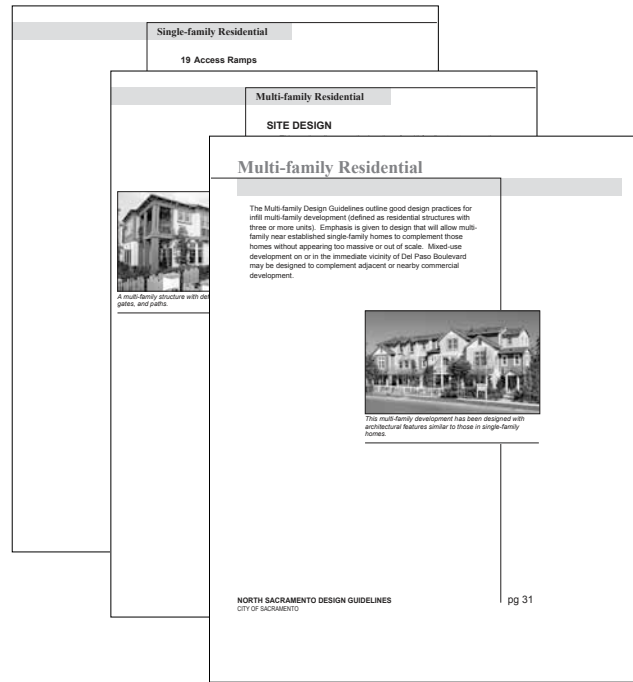 Single-family Residential
19 Access Ramps
Multi-family Residential
SITE DESIGN
A multi-family structure with
gates, and paths.
Multi-family Residential
The Multi-family Design Guidelines outline good design practices for
infill multi-family development (defined as residential structures with
three or more units). Emphasis is given to design that will allow multi-
family near established single-family homes to complement those
homes without appearing too massive or out of scale. Mixed-use
development on or in the immediate vicinity of Del Paso Boulevard
may be designed to complement adjacent or nearby commercial
development.
This multi-family development has been designed with
architectural features similar to those in single-family
homes.
NORTH SACRAMENTO DESIGN GUIDELINES
CITY OF SACRAMENTO
pg 31